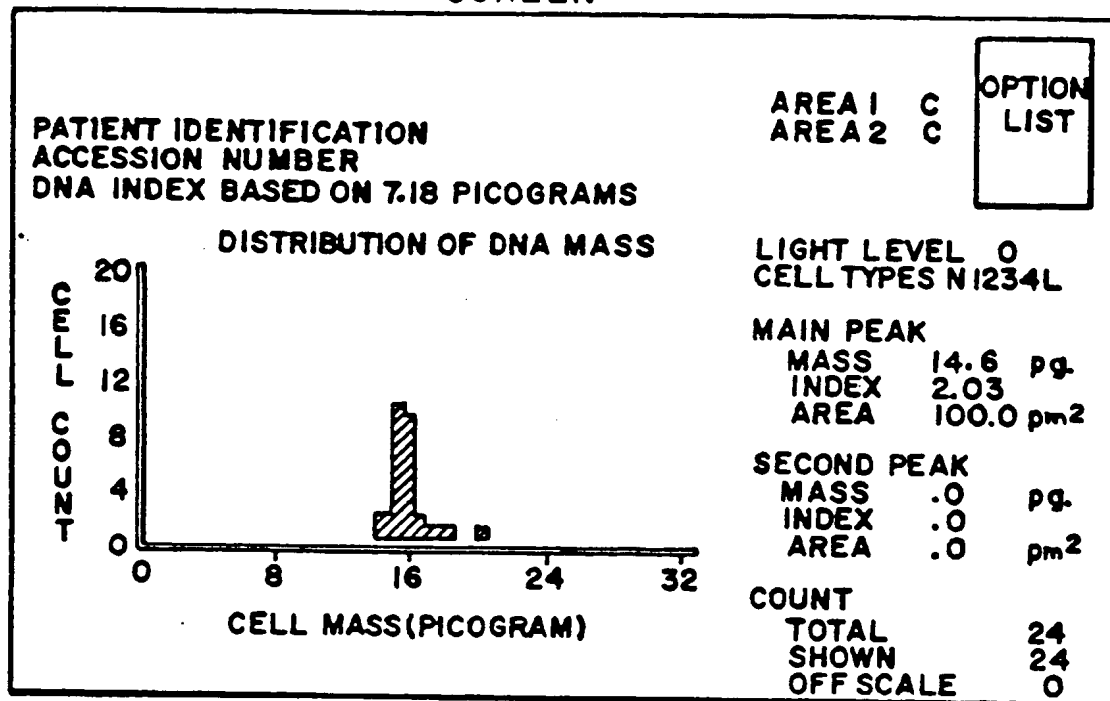 PATIENT IDENTIFICATION
ACCESSION NUMBER
DNA INDEX BASED ON 7.18 PICOGRAMS
AREA 1 C
AREA 2 C
OPTION
LIST
DISTRIBUTION OF DNA MASS
CELL COUNT
20
16
12
8
4
0
0 8 16 24 32
CELL MASS(PICOGRAM)
LIGHT LEVEL 0
CELL TYPES N1234L
MAIN PEAK
MASS 14.6 pg.
INDEX 2.03
AREA 100.0 pm2
SECOND PEAK
MASS .0 pg.
INDEX .0
AREA .0 pm2
COUNT
TOTAL 24
SHOWN 24
OFF SCALE 0